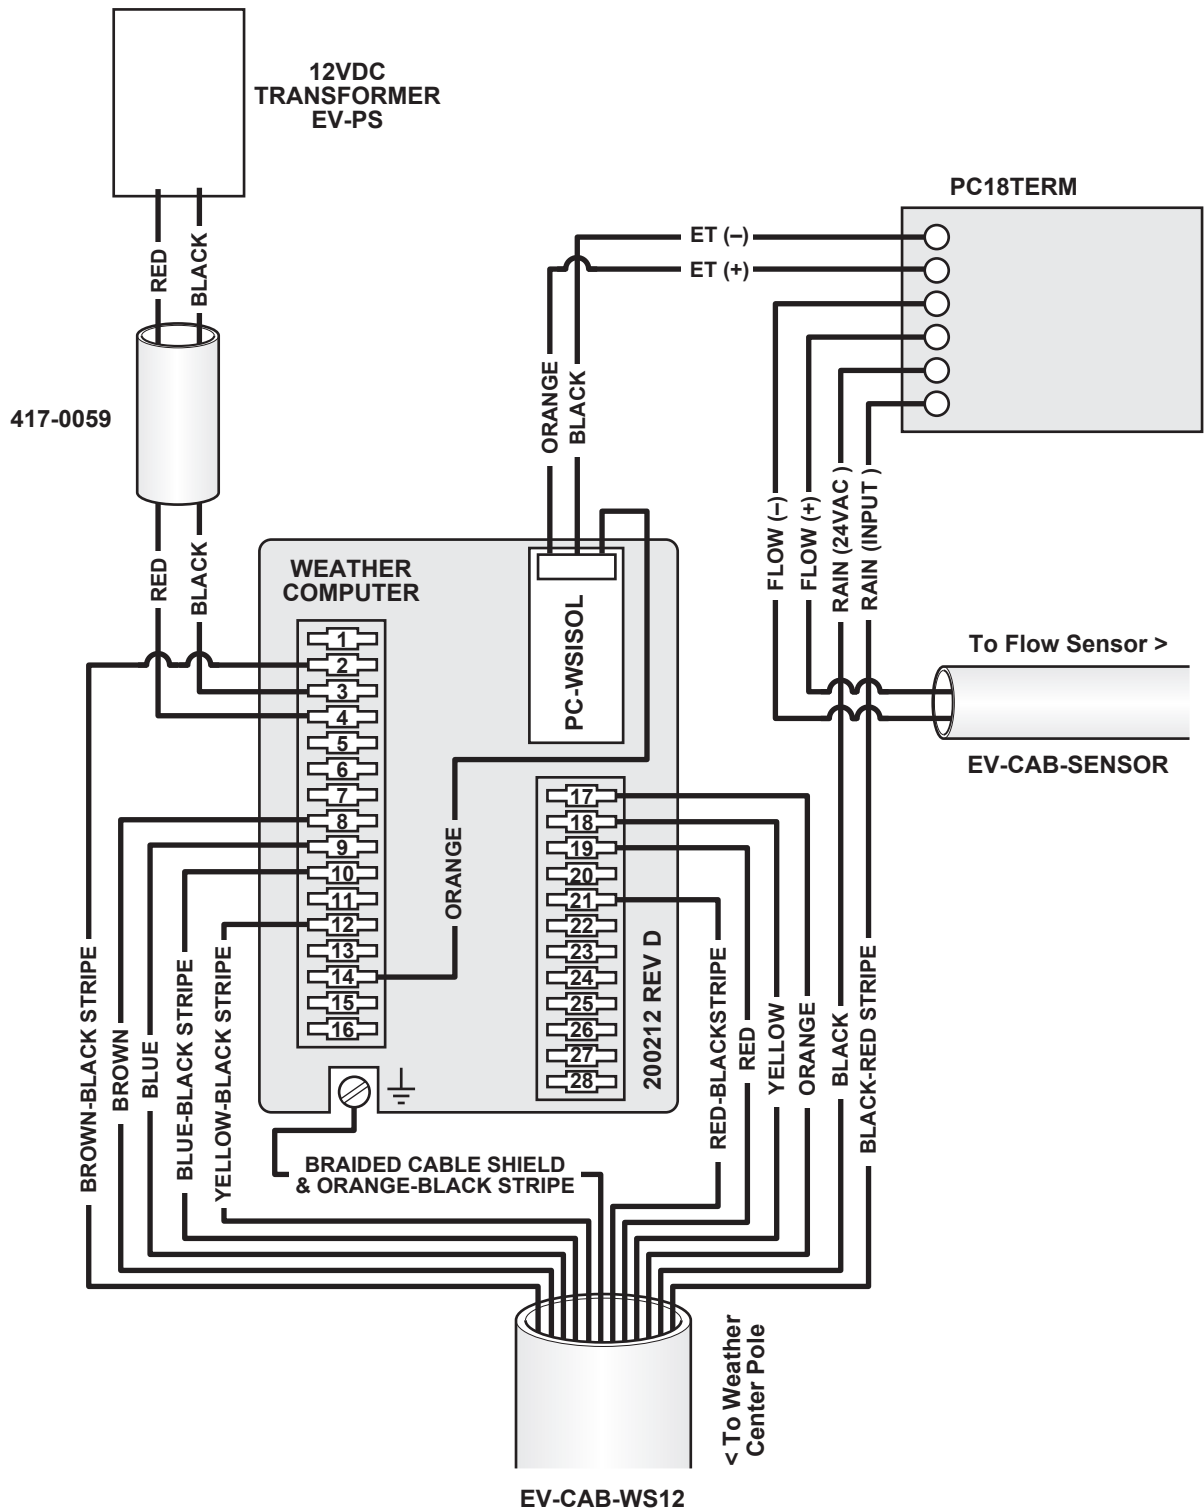 12VDC
TRANSFORMER
EV-PS
PC18TERM
ET (–)
ET (+)
RED
BLACK
417-0059
RED
BLACK
ORANGE
BLACK
FLOW (–)
FLOW (+)
RAIN (24VAC )
RAIN (INPUT )
WEATHER
COMPUTER
PC-WSISOL
To Flow Sensor >
EV-CAB-SENSOR
1
2
3
4
5
6
7
8
9
10
11
12
13
14
15
16
ORANGE
17
18
19
20
21
22
23
24
25
26
27
28
200212 REV D
BROWN-BLACK STRIPE
BROWN
BLUE
BLUE-BLACK STRIPE
YELLOW-BLACK STRIPE
RED-BLACKSTRIPE
RED
YELLOW
ORANGE
BLACK
BLACK-RED STRIPE
BRAIDED CABLE SHIELD
& ORANGE-BLACK STRIPE
< To Weather
Center Pole
EV-CAB-WS12